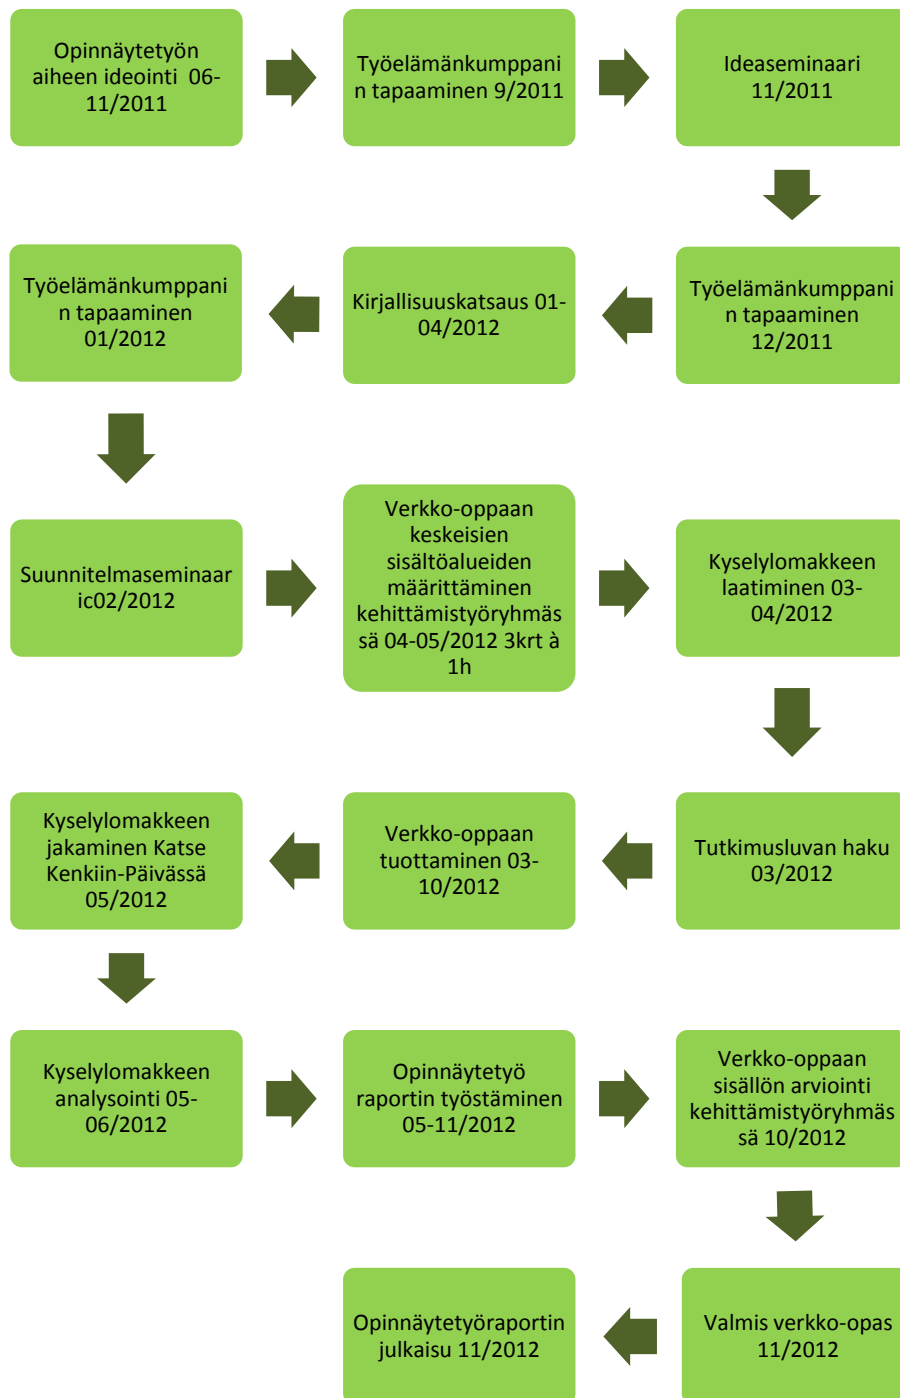 Opinnäytetyön
aiheen ideointi 06-
11/2011
Työelämänkumppani
n tapaaminen 9/2011
Ideaseminaari
11/2011
Työelämänkumppani
n tapaaminen
12/2011
Kirjallisuuskatsaus 01-
04/2012
Työelämänkumppani
n tapaaminen
01/2012
Suunnitelmaseminaar
ic02/2012
Verkko-oppaan
keskeisien
sisältöalueiden
määrittäminen
kehittämistyöryhmäs
sä 04-05/2012 3krt à
1h
Kyselylomakkeen
laatiminen 03-
04/2012
Tutkimusluvan haku
03/2012
Verkko-oppaan
tuottaminen 03-
10/2012
Kyselylomakkeen
jakaminen Katse
Kenkiin-Päivässä
05/2012
Kyselylomakkeen
analysointi 05-
06/2012
Opinnäytetyö
raportin työstäminen
05-11/2012
Verkko-oppaan
sisällön arviointi
kehittämistyöryhmäs
sä 10/2012
Valmis verkko-opas
11/2012
Opinnäytetyöraportin
julkaisu 11/2012